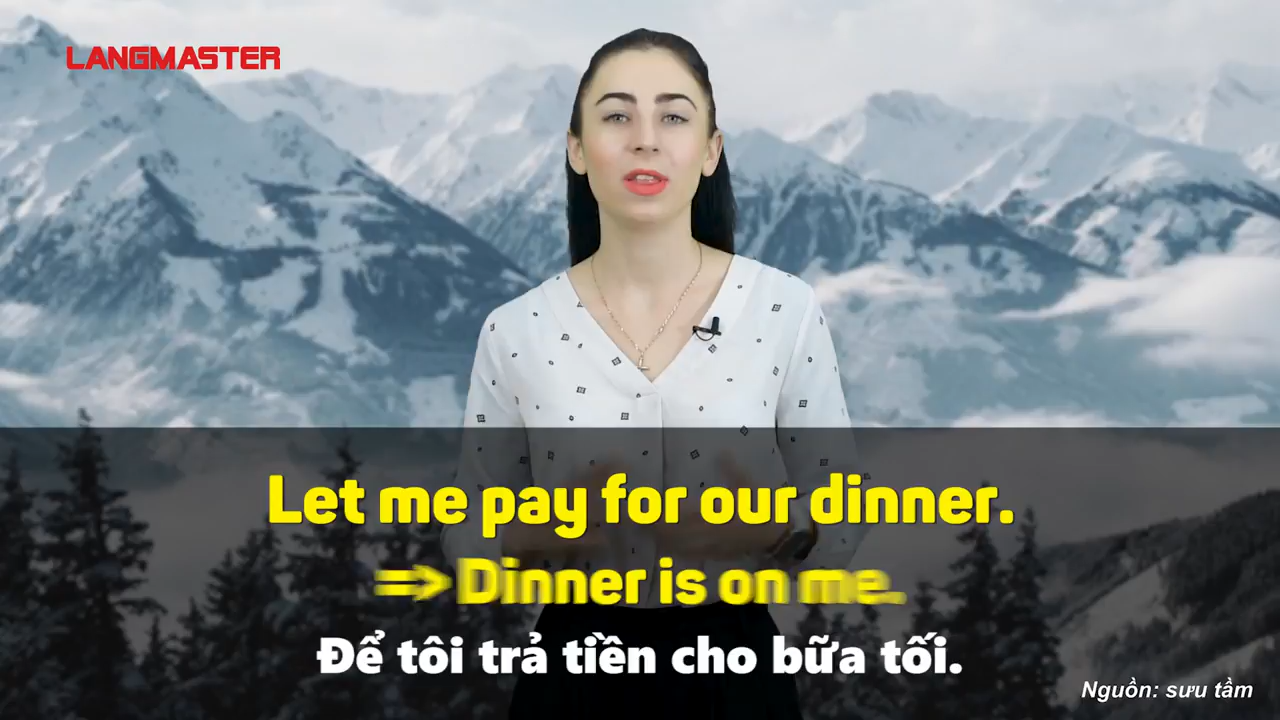 LANGMASTER
Let me pay for our dinner.
=> Dinner is on me.
Để tôi trả tiền cho bữa tối.
Nguồn: sưu tầm